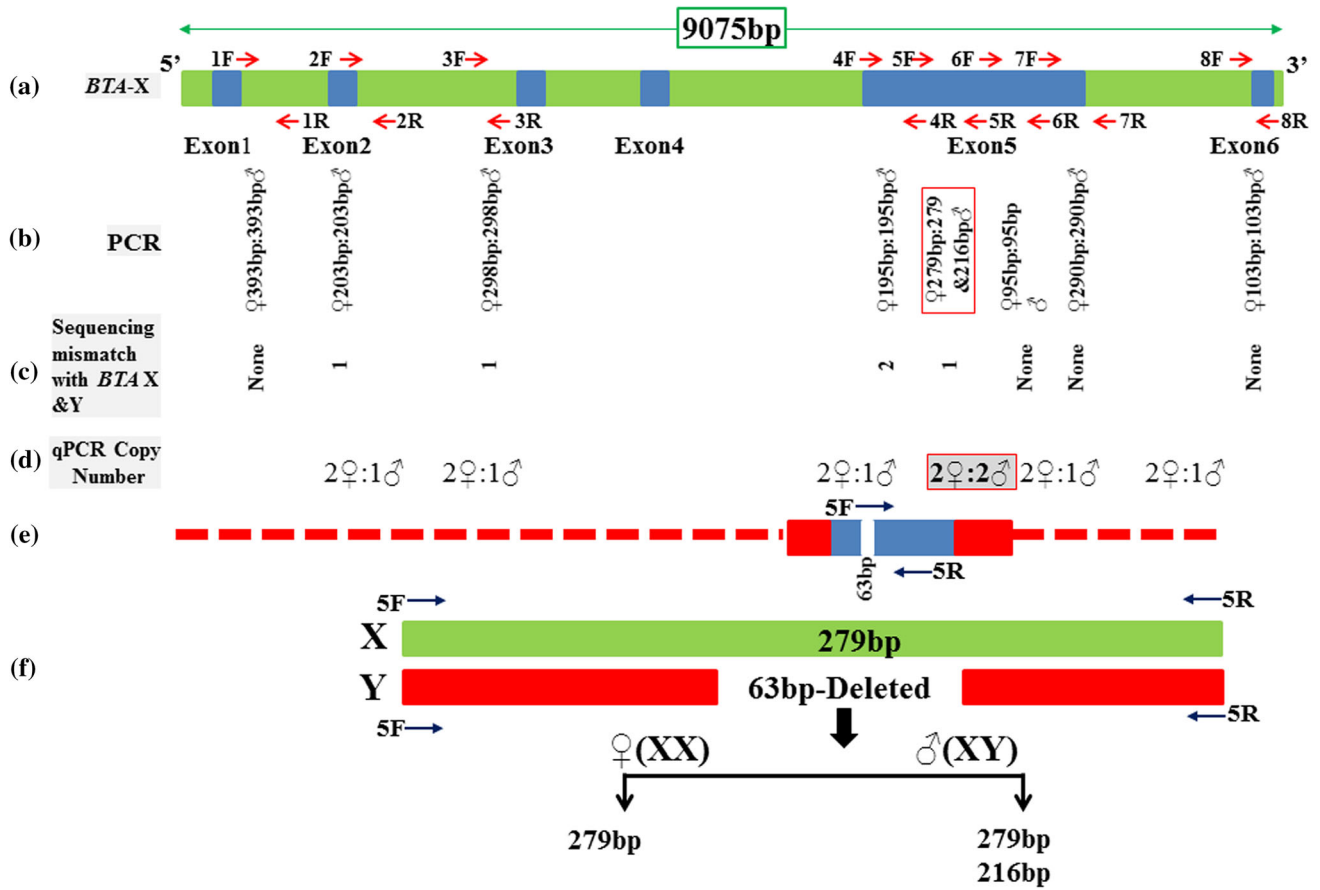 9075bp
5’ 1F 2F 3F 4F 5F 6F 7F 8F 3’
(a) BTA-X
1R 2R 3R 4R 5R 6R 7R 8R
Exon1 Exon2 Exon3 Exon4 Exon5 Exon6
(b) PCR
♀393bp:393bp♂
♀203bp:203bp♂
♀298bp:298bp♂
♀195bp:195bp♂
♀279bp:279
&216bp♂
♀95bp:95bp
♂
♀290bp:290bp♂
♀103bp:103bp♂
(c) Sequencing
mismatch
with BTA X
&Y
None 1 1 2 1 None None None
(d) qPCR Copy
Number
2♀:1♂ 2♀:1♂ 2♀:1♂ 2♀:2♂ 2♀:1♂ 2♀:1♂
5F
(e)
63bp
5R
5F 5R
X 279bp
(f)
Y 63bp-Deleted
5F 5R
♀(XX) ♂(XY)
279bp 279bp
216bp